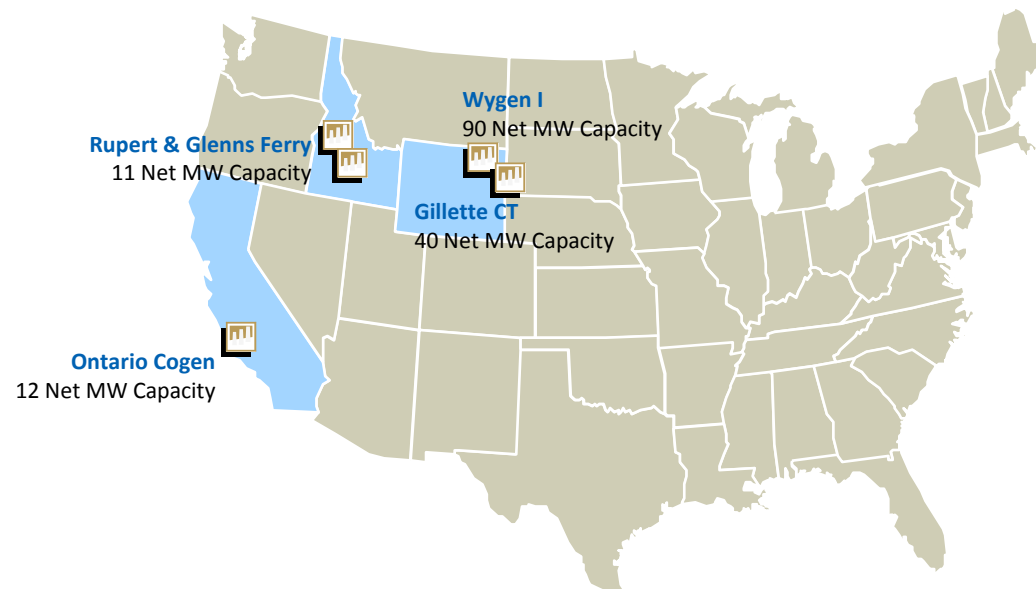 Wygen I
90 Net MW Capacity
Rupert & Glenns Ferry
11 Net MW Capacity
Gillette CT
40 Net MW Capacity
Ontario Cogen
12 Net MW Capacity